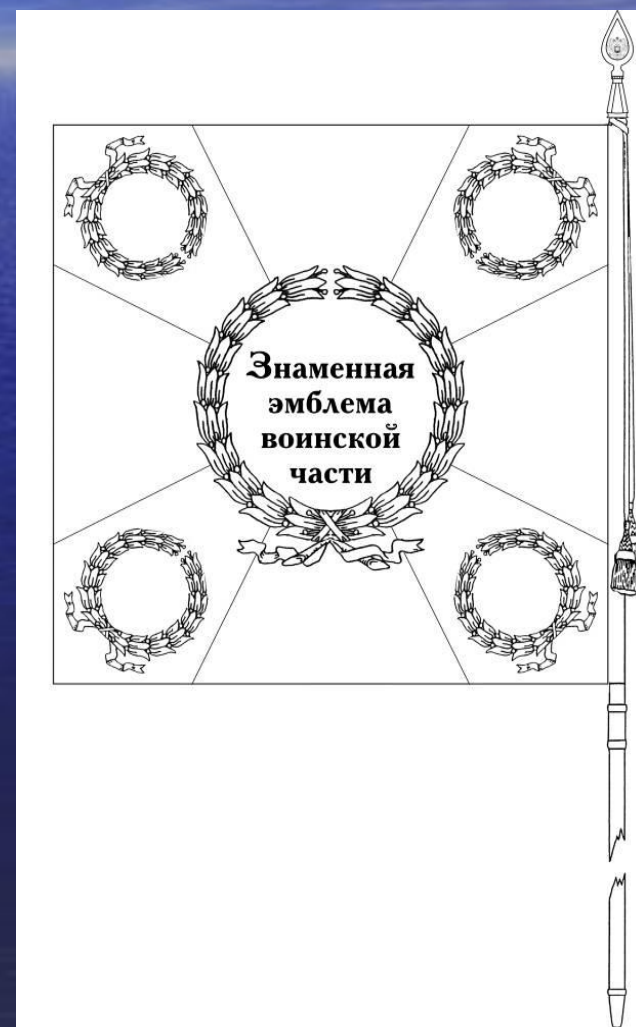 Знаменная
эмблема
воинской
части